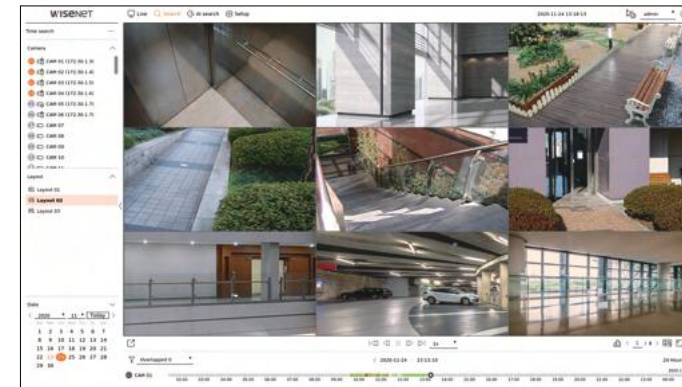 WISENET
Live Search AI search Setup
2020-11-24 13:18:13
admin
Time search
Camera
CAM 01 (172.30.1.3)
CAM 02 (172.30.1.4)
CAM 03 (172.30.1.5)
CAM 04 (172.30.1.6)
CAM 05 (172.30.1.7)
CAM 06 (172.30.1.7)
CAM 07
CAM 08
CAM 09
CAM 10
Layout
Layout 01
Layout 02
Layout 03
Date
2020 11 Today
1 2 3 4 5 6 7
8 9 10 11 12 13 14
15 16 17 18 19 20 21
22 23 24 25 26 27 28
29 30
1x
1
Overlapped 0
2020-11-24 13:13:10
24 Hour
CAM 01